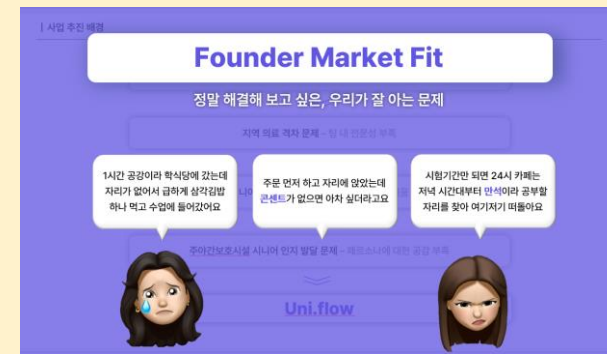 | 사업 추진 배경
Founder Market Fit
정말 해결해 보고 싶은, 우리가 잘 아는 문제
지역 의료 격차 문제 – 팀 내 전문성 부족
1시간 공강이라 학식당에 갔는데
자리가 없어서 급하게 삼각김밥
하나 먹고 수업에 들어갔어요
주문 먼저 하고 자리에 앉았는데
콘센트가 없으면 아차 싶더라고요
시험기간만 되면 24시 카페는
저녁 시간대부터 만석이라 공부할
자리를 찾아 여기저기 떠돌아요
주야간보호시설 시니어 인지 발달 문제 – 페르소나에 대한 공감 부족
Uni.flow